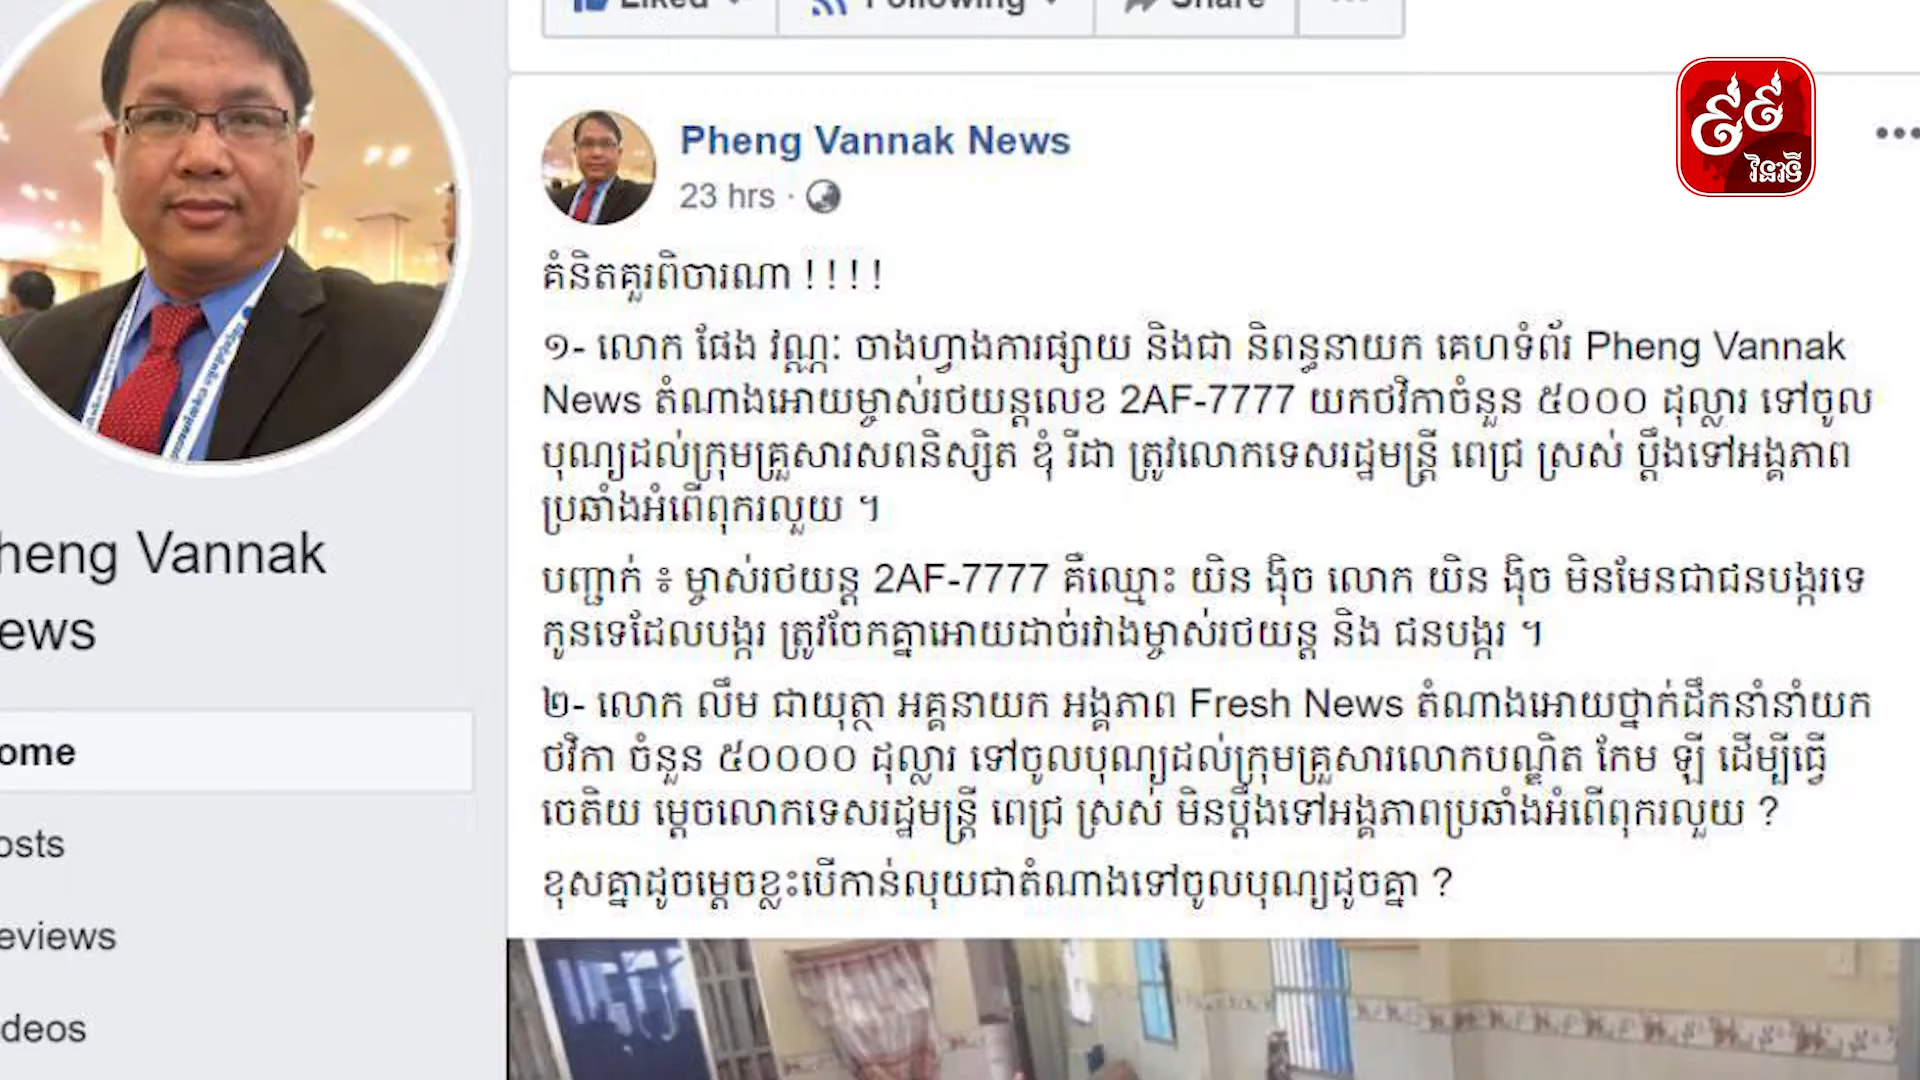 Liked
Following
Share
៩៩
វិនាទី
Pheng Vannak News
23 hrs ·
គំនិតគួរពិចារណា ! ! ! !
១- លោក ផែង វណ្ណៈ ចាងហ្វាងការផ្សាយ និងជា និពន្ធនាយក គេហទំព័រ Pheng Vannak
News តំណាងអោយម្ចាស់រថយន្តលេខ 2AF-7777 យកថវិកាចំនួន ៥០០០ ដុល្លារ ទៅចូល
បុណ្យដល់ក្រុមគ្រួសារសពនិស្សិត ឌុំ រីដា ត្រូវលោកទេសរដ្ឋមន្ត្រី ពេជ្រ ស្រស់ ប្ដឹងទៅអង្គភាព
ប្រឆាំងអំពើពុករលួយ ។
បញ្ជាក់ ៖ ម្ចាស់រថយន្ត 2AF-7777 គឺឈ្មោះ យិន ង៉ិច លោក យិន ង៉ិច មិនមែនជាជនបង្ករទេ
កូនទេដែលបង្ករ ត្រូវចែកគ្នាអោយដាច់រវាងម្ចាស់រថយន្ត និង ជនបង្ករ ។
២- លោក លឹម ជាយុត្ថា អគ្គនាយក អង្គភាព Fresh News តំណាងអោយថ្នាក់ដឹកនាំនាំយក
ថវិកា ចំនួន ៥០០០០ ដុល្លារ ទៅចូលបុណ្យដល់ក្រុមគ្រួសារលោកបណ្ឌិត កែម ឡី ដើម្បីធ្វើ
ចេតិយ ម្ដេចលោកទេសរដ្ឋមន្ត្រី ពេជ្រ ស្រស់ មិនប្ដឹងទៅអង្គភាពប្រឆាំងអំពើពុករលួយ ?
ខុសគ្នាដូចម្ដេចខ្លះបើកាន់លុយជាតំណាងទៅចូលបុណ្យដូចគ្នា ?
heng Vannak
ews
ome
osts
eviews
deos